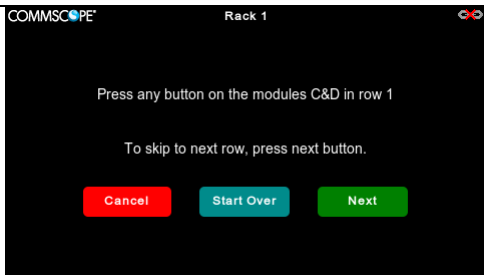 COMMSCOPE® Rack 1
Press any button on the modules C&D in row 1
To skip to next row, press next button.
Cancel Start Over Next